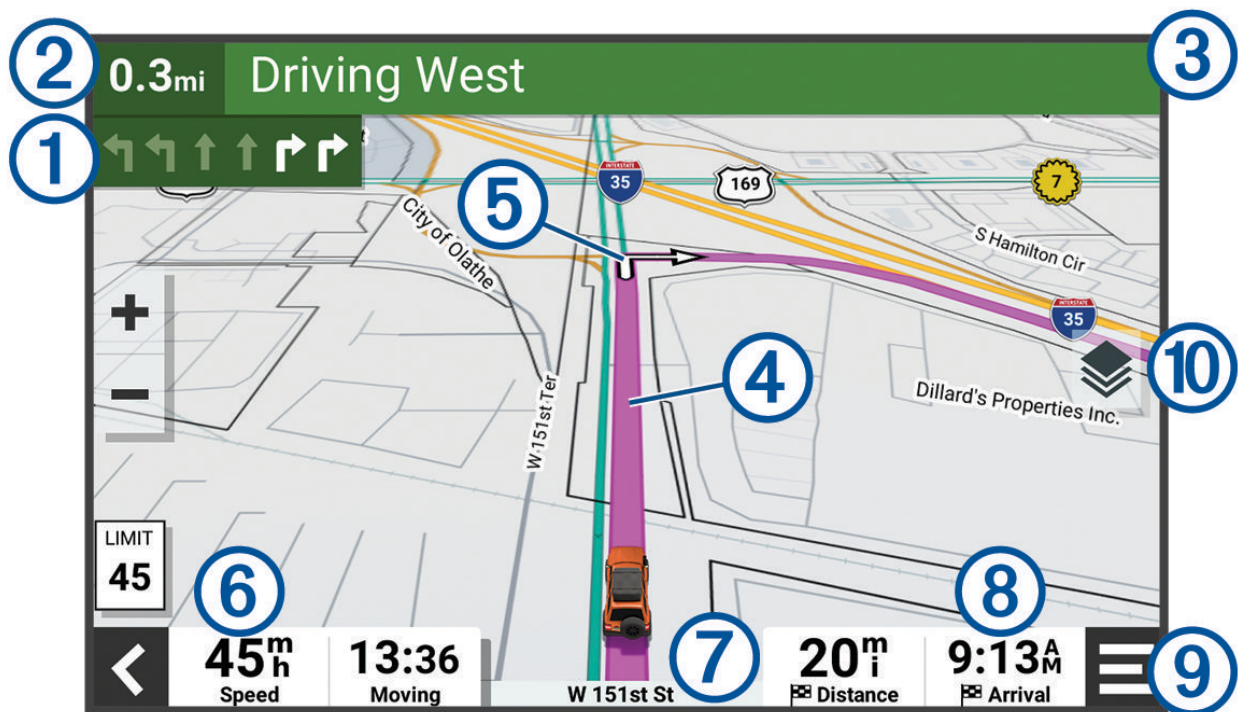 2
0.3mi
Driving West
3
1
INTERSTATE
35
169
7
5
City of Olathe
S Hamilton Cir
+
−
INTERSTATE
35
4
10
W 151st Ter
Dillard's Properties Inc.
LIMIT
45
6
8
45mh
Speed
13:36
Moving
7
W 151st St
20mi
Distance
9:13AM
Arrival
9